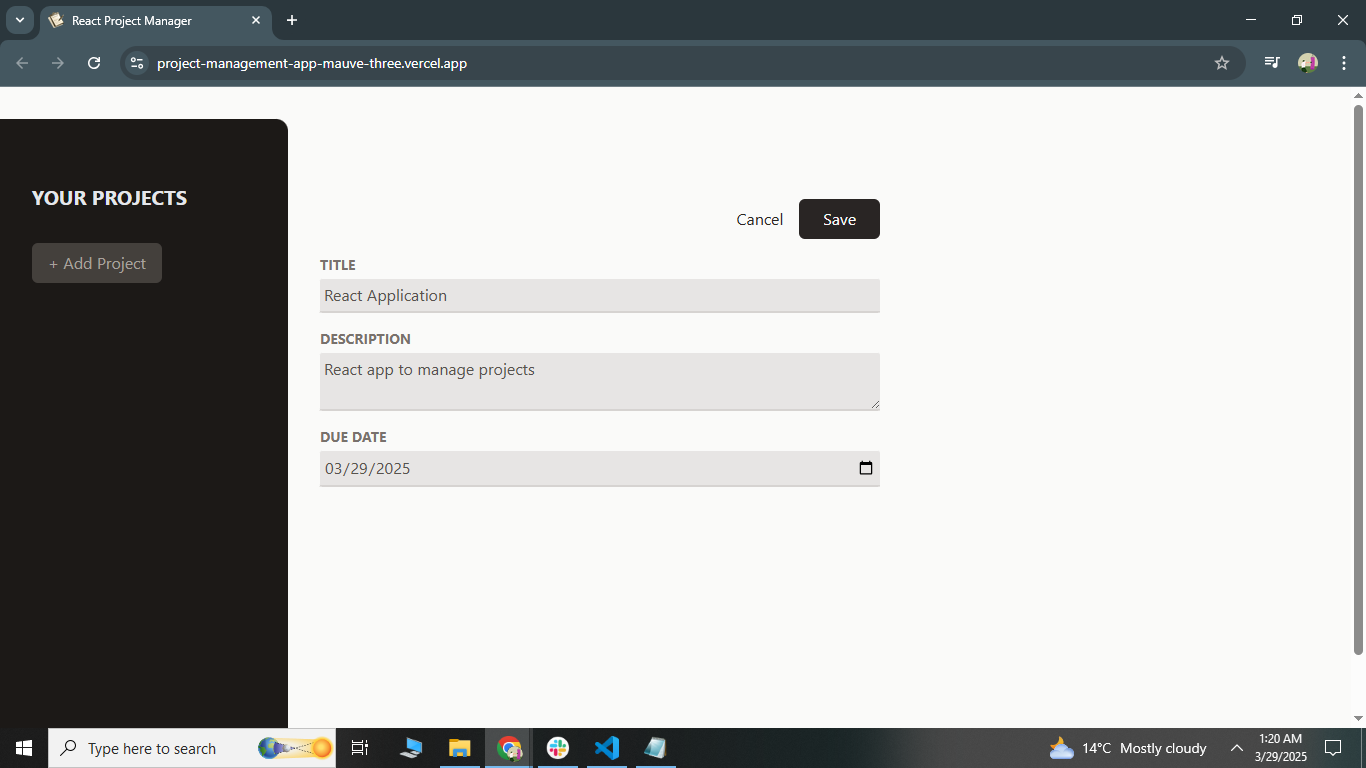 React Project Manager
project-management-app-mauve-three.vercel.app
YOUR PROJECTS
+ Add Project
Cancel
Save
TITLE
React Application
DESCRIPTION
React app to manage projects
DUE DATE
03/29/2025
Type here to search
14°C Mostly cloudy
1:20 AM
3/29/2025